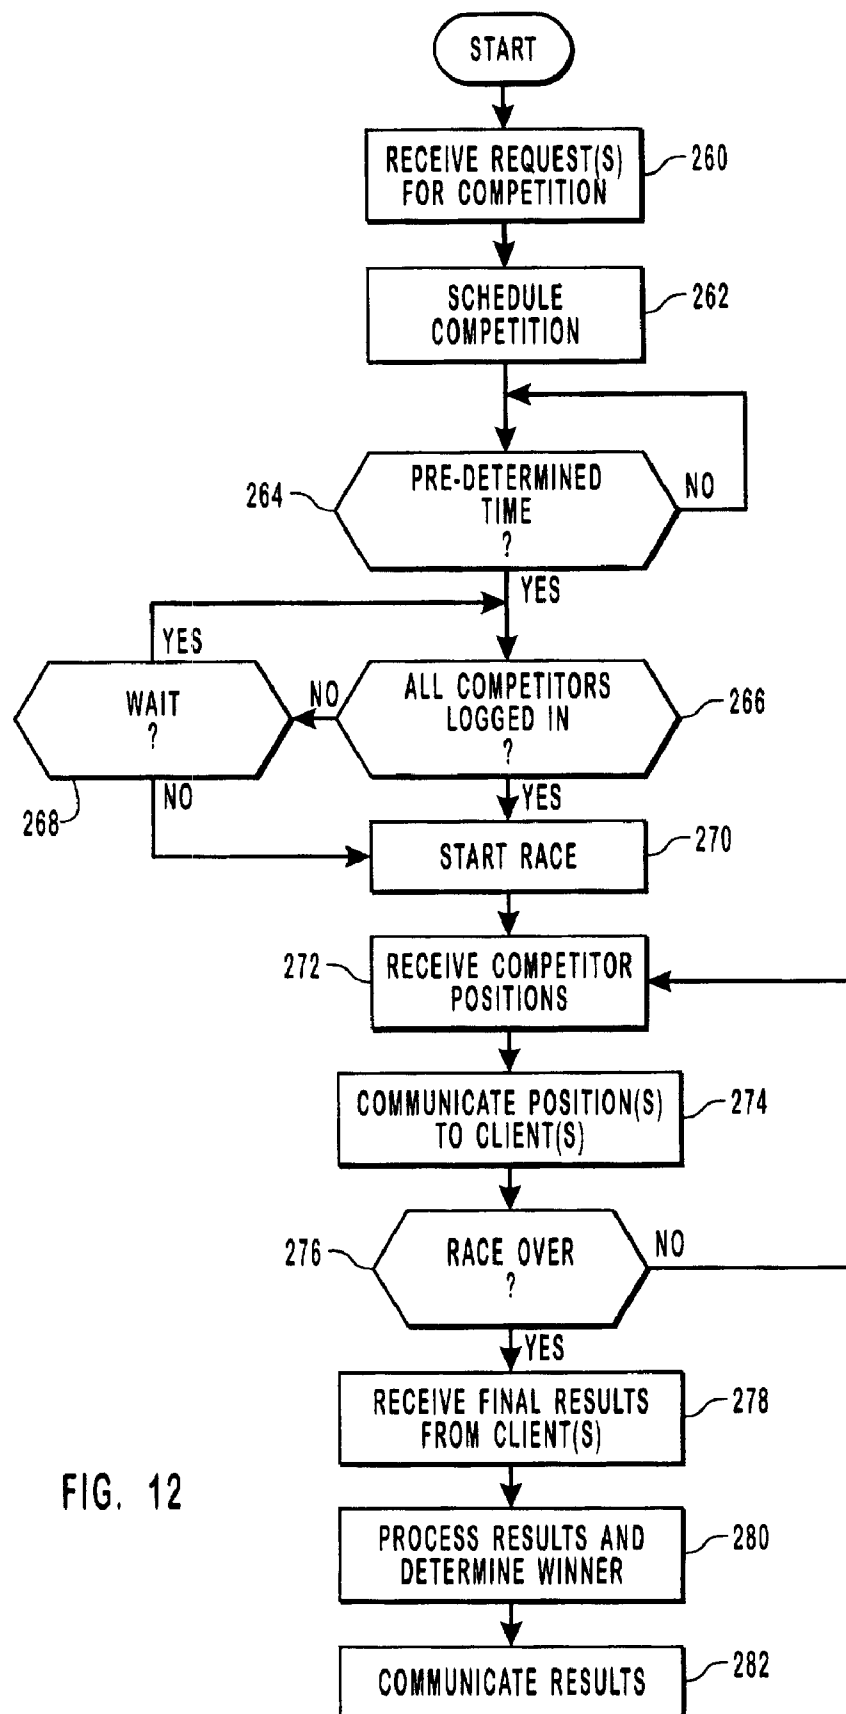 START
RECEIVE REQUEST(S)
FOR COMPETITION
260
SCHEDULE
COMPETITION
262
264
PRE-DETERMINED
TIME
?
NO
YES
YES
WAIT
?
NO
ALL COMPETITORS
LOGGED IN
?
266
268
NO
YES
START RACE
270
272
RECEIVE COMPETITOR
POSITIONS
COMMUNICATE POSITION(S)
TO CLIENT(S)
274
276
RACE OVER
?
NO
YES
RECEIVE FINAL RESULTS
FROM CLIENT(S)
278
FIG. 12
PROCESS RESULTS AND
DETERMINE WINNER
280
COMMUNICATE RESULTS
282